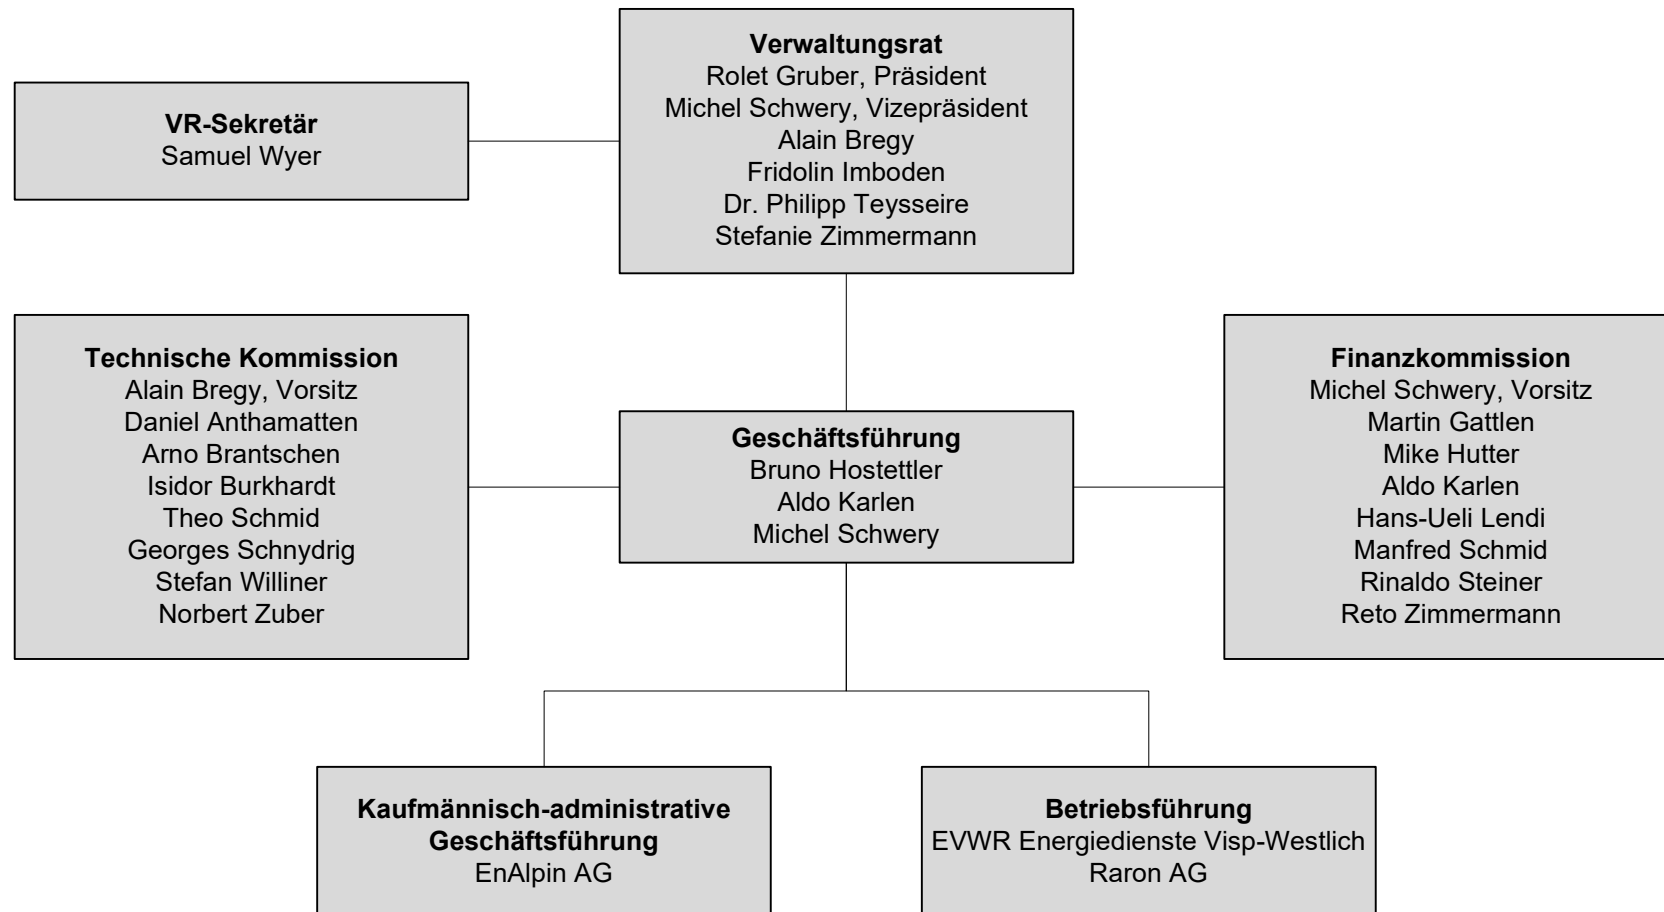 Verwaltungsrat
Rolet Gruber, Präsident
Michel Schwery, Vizepräsident
Alain Bregy
Fridolin Imboden
Dr. Philipp Teysseire
Stefanie Zimmermann
VR-Sekretär
Samuel Wyer
Technische Kommission
Alain Bregy, Vorsitz
Daniel Anthamatten
Arno Brantschen
Isidor Burkhardt
Theo Schmid
Georges Schnydrig
Stefan Williner
Norbert Zuber
Geschäftsführung
Bruno Hostettler
Aldo Karlen
Michel Schwery
Finanzkommission
Michel Schwery, Vorsitz
Martin Gattlen
Mike Hutter
Aldo Karlen
Hans-Ueli Lendi
Manfred Schmid
Rinaldo Steiner
Reto Zimmermann
Kaufmännisch-administrative
Geschäftsführung
EnAlpin AG
Betriebsführung
EVWR Energiedienste Visp-Westlich
Raron AG